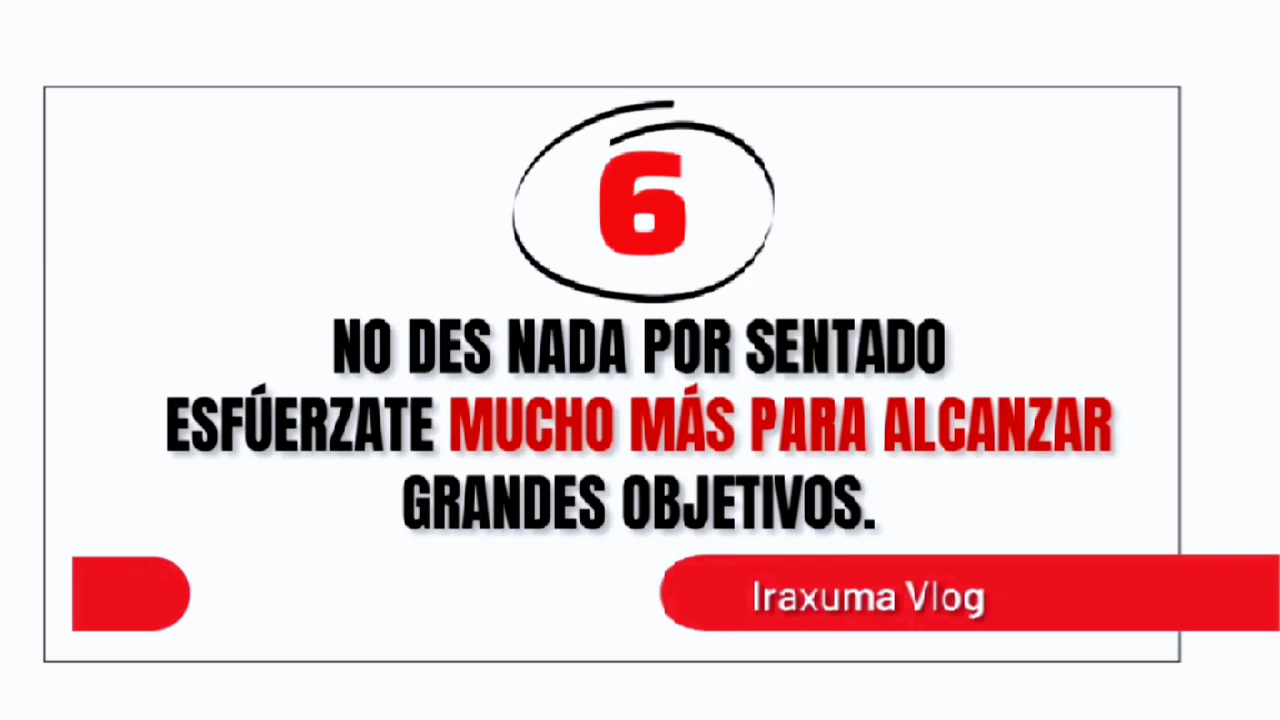 6
NO DES NADA POR SENTADO
ESFÚERZATE MUCHO MÁS PARA ALCANZAR
GRANDES OBJETIVOS.
Iraxuma Vlog